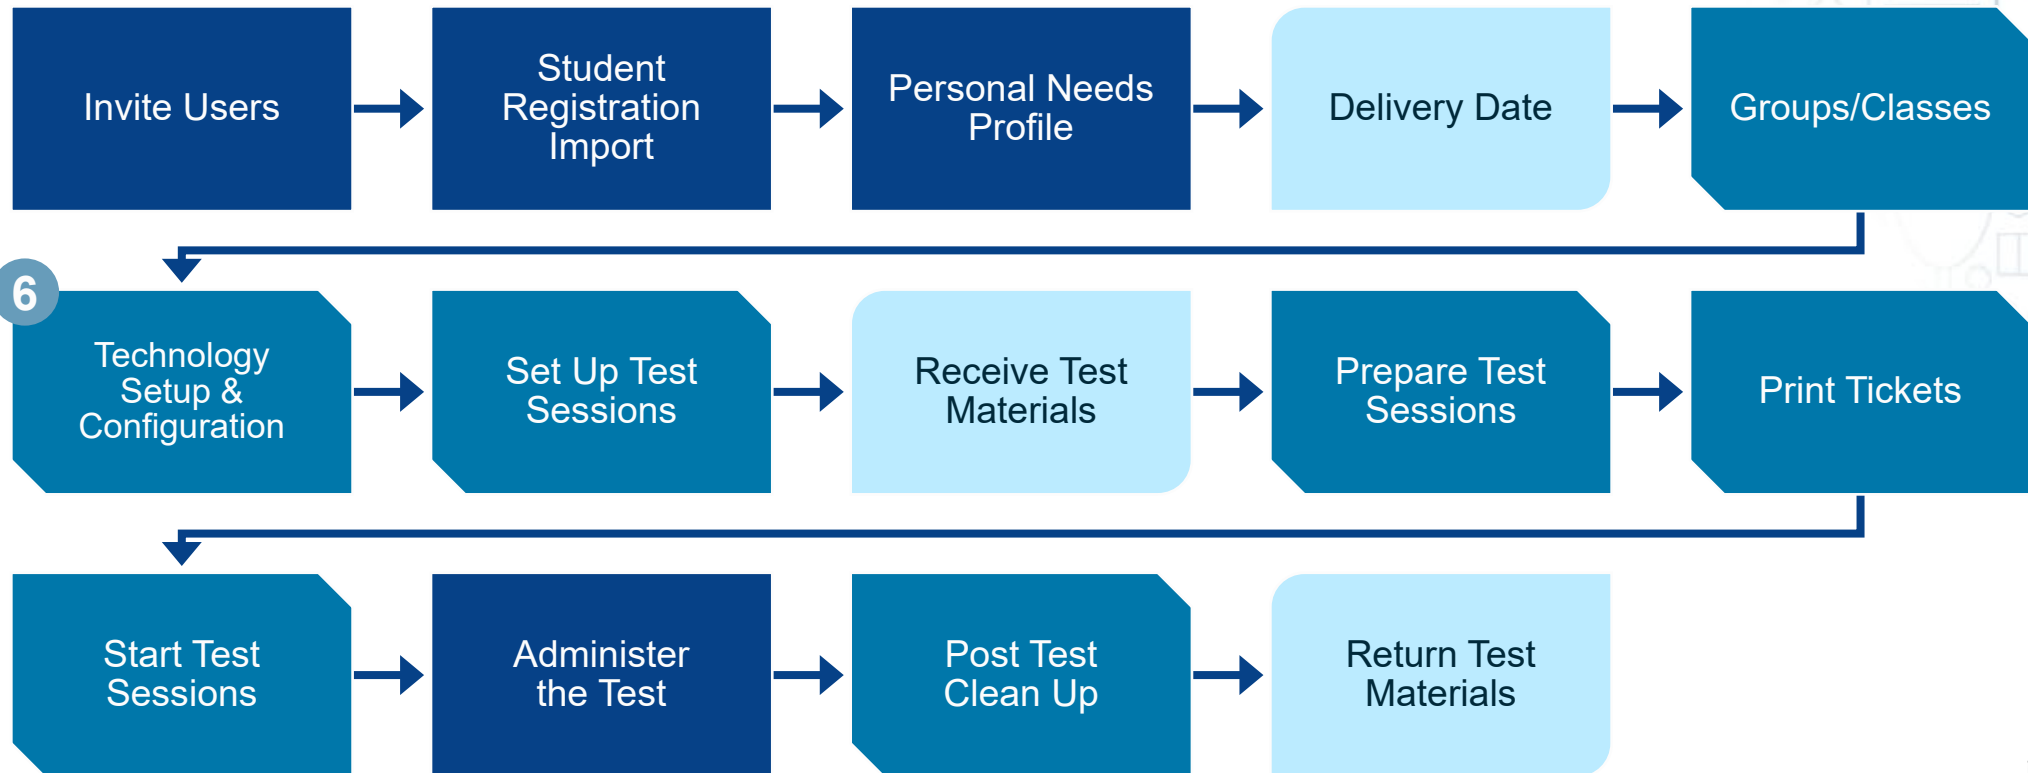 Invite Users
Student
Registration
Import
Personal Needs
Profile
Delivery Date
Groups/Classes
6
Technology
Setup &
Configuration
Set Up Test
Sessions
Receive Test
Materials
Prepare Test
Sessions
Print Tickets
Start Test
Sessions
Administer
the Test
Post Test
Clean Up
Return Test
Materials